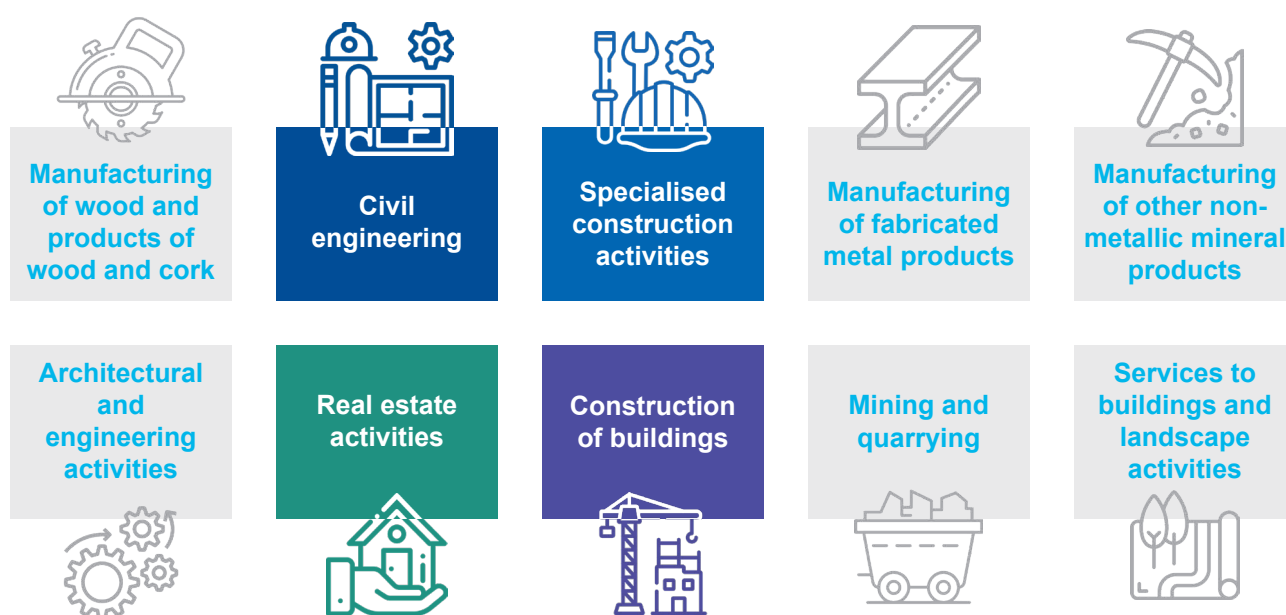 Manufacturing
of wood and
products of
wood and cork
Civil
engineering
Specialised
construction
activities
Manufacturing
of fabricated
metal products
Manufacturing
of other non-
metallic mineral
products
Architectural
and
engineering
activities
Real estate
activities
Construction
of buildings
Mining and
quarrying
Services to
buildings and
landscape
activities